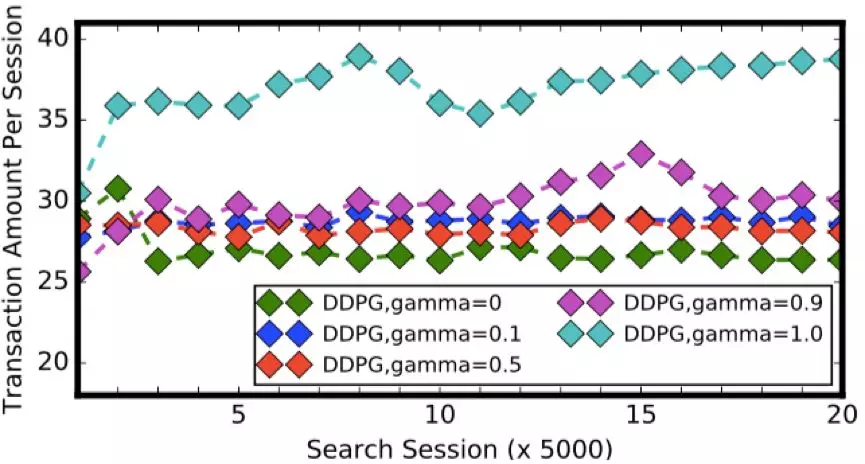 Transaction Amount Per Session
40
35
30
25
20
DDPG,gamma=0
DDPG,gamma=0.1
DDPG,gamma=0.5
DDPG,gamma=0.9
DDPG,gamma=1.0
5
10
15
20
Search Session (x 5000)